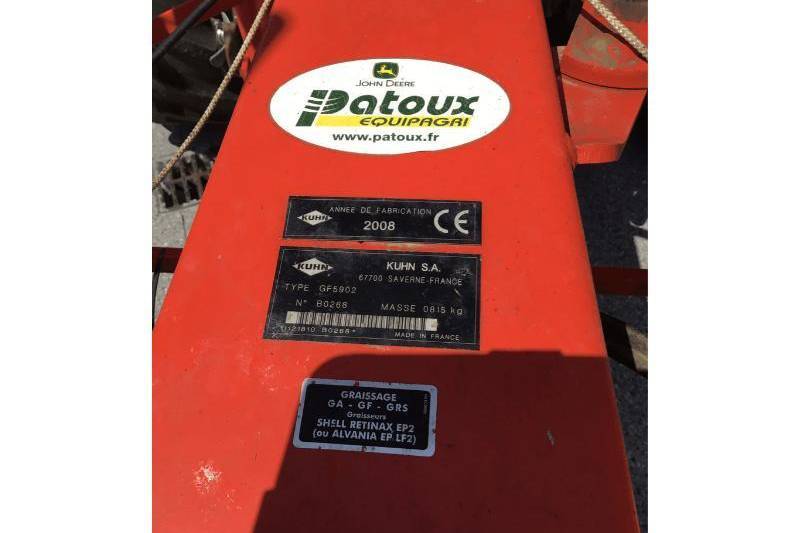 JOHN DEERE
Patoux
EQUIPAGRI
www.patoux.fr
KUHN
ANNEE DE FABRICATION
2008
CE
KUHN
KUHN S.A.
67700 SAVERNE-FRANCE
TYPE GF5902
N° B0268 MASSE 0815 kg
MADE IN FRANCE
GRAISSAGE
GA - GF - GRS
Graisseurs
SHELL RETINAX EP2
(ou ALVANIA EP LF2)